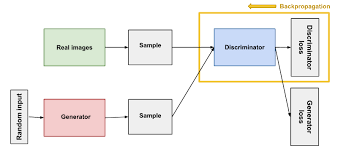 Backpropagation
Real images
Sample
Discriminator
Discriminator
loss
Random input
Generator
Sample
Generator
loss